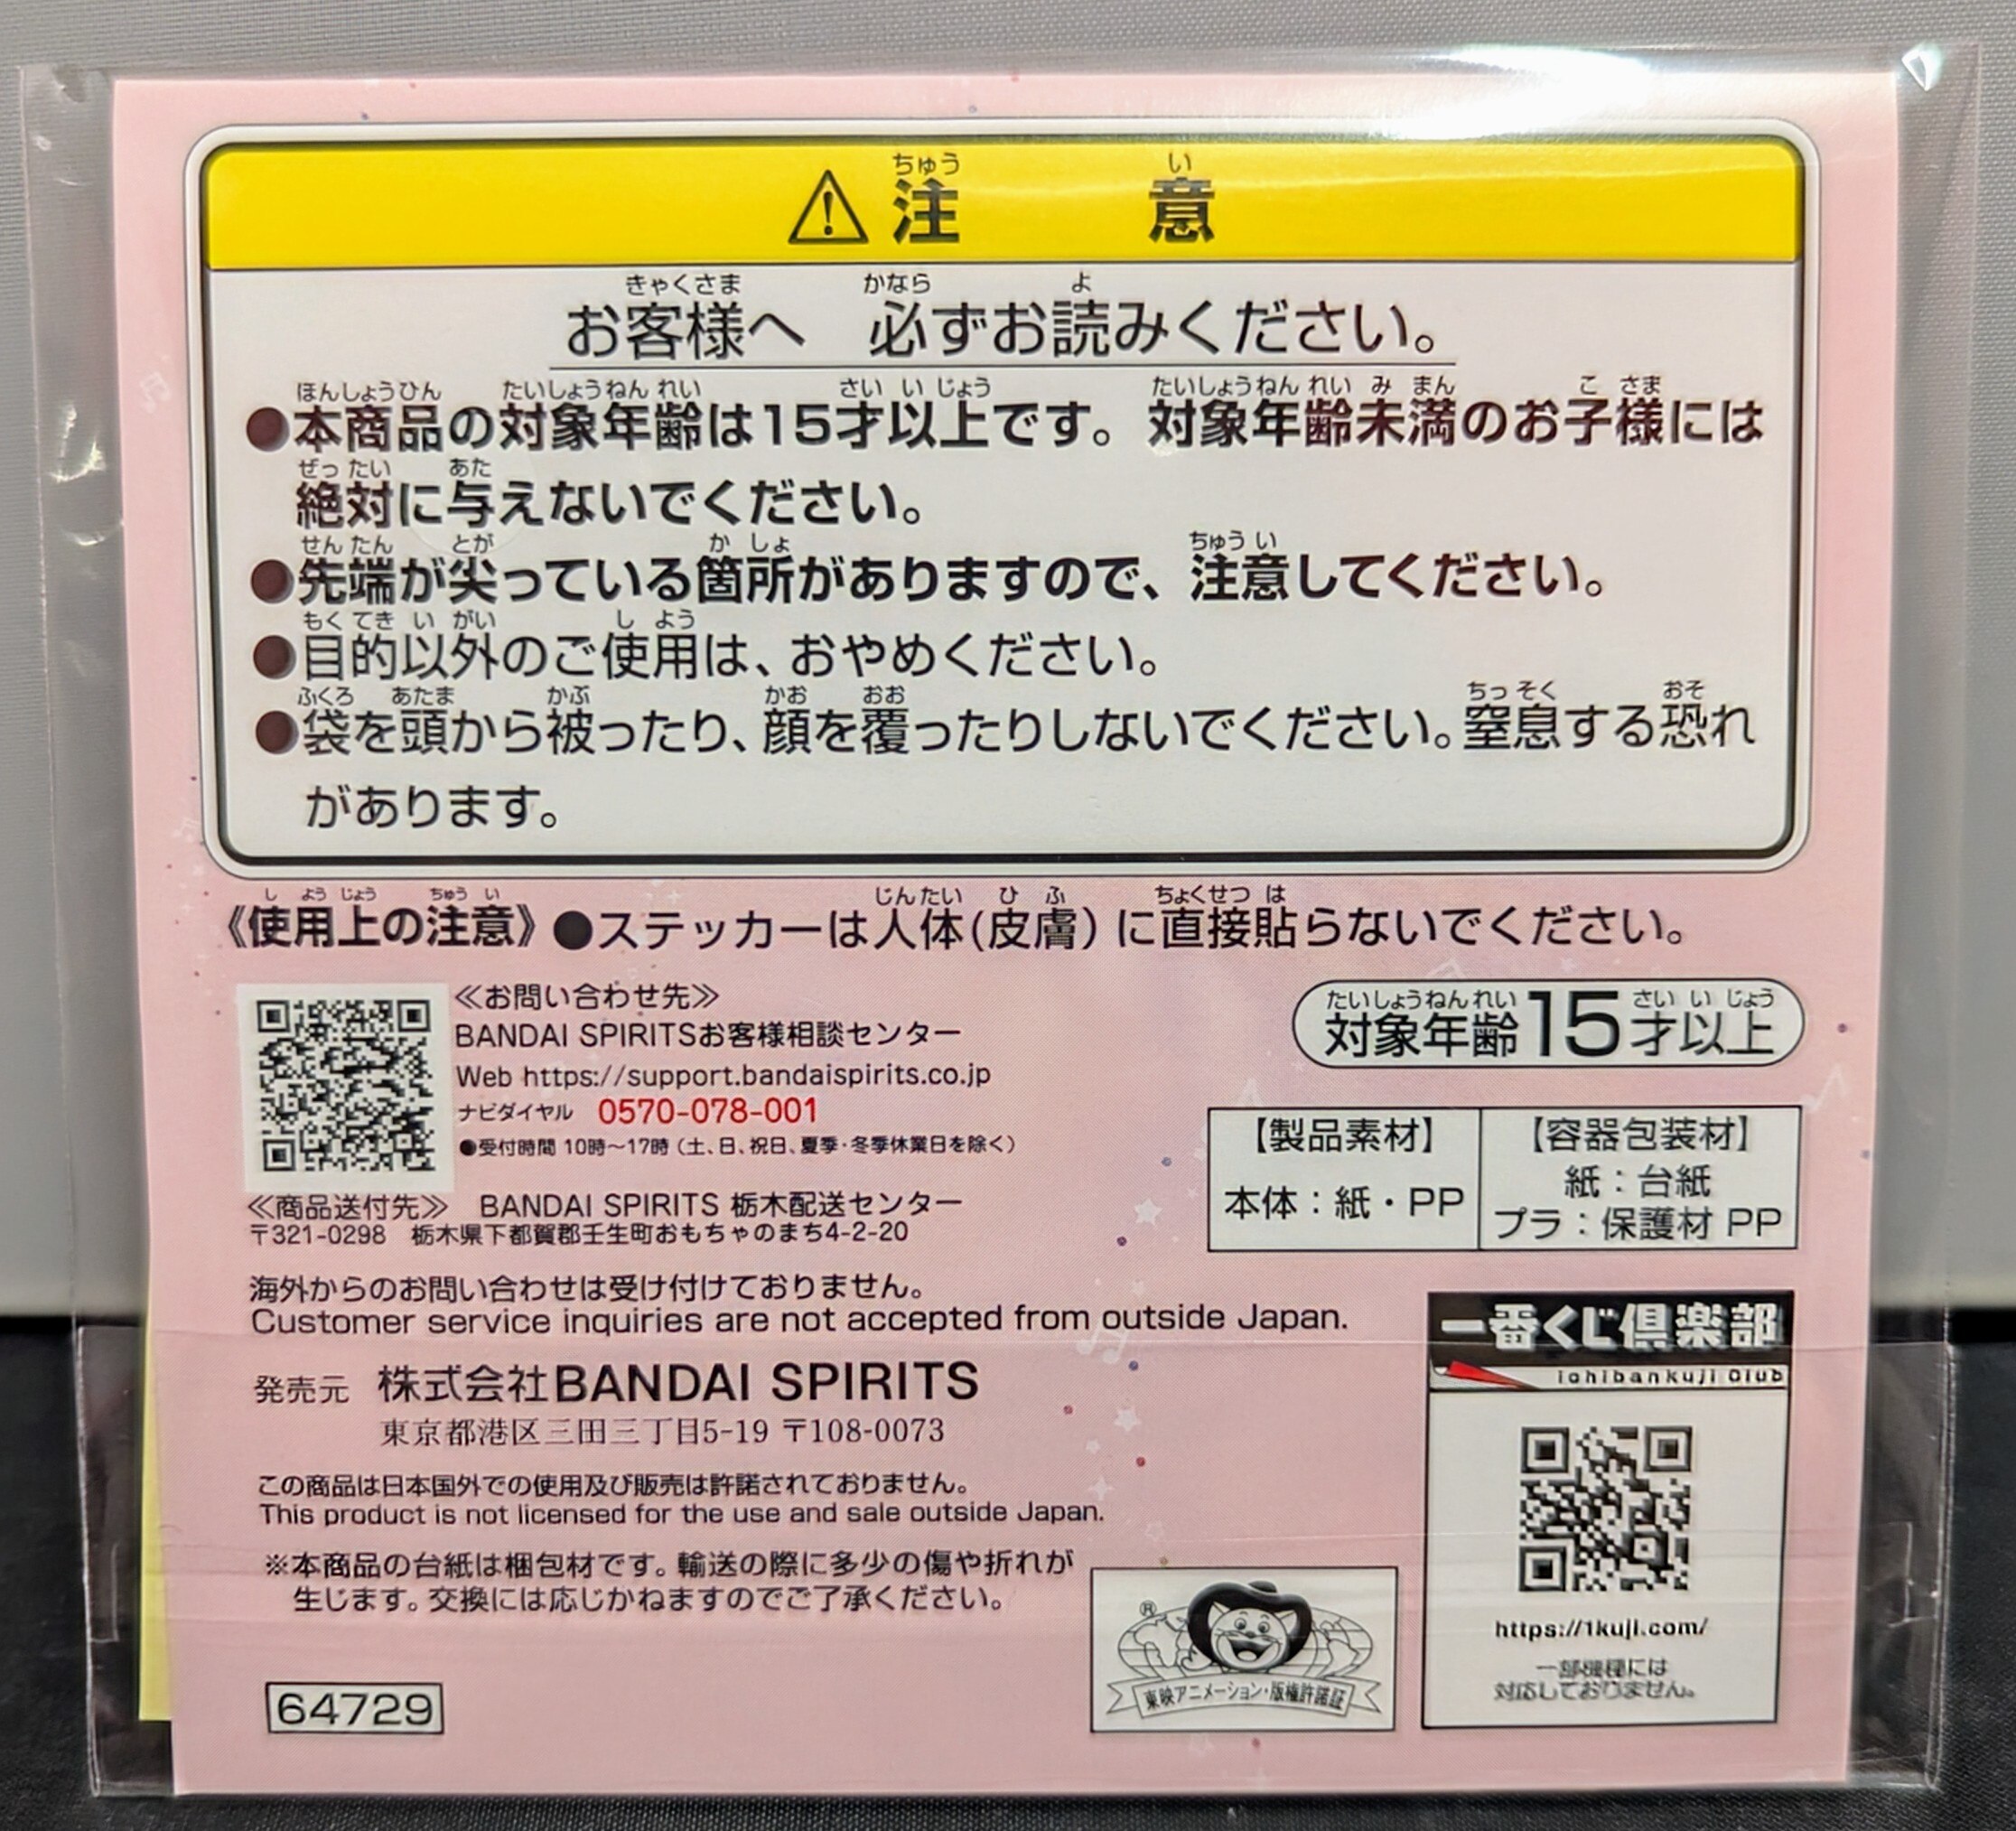 ⚠注意
お客様へ 必ずお読みください。
●本商品の対象年齢は15才以上です。対象年齢未満のお子様には
絶対に与えないでください。
●先端が尖っている箇所がありますので、注意してください。
●目的以外のご使用は、おやめください。
●袋を頭から被ったり、顔を覆ったりしないでください。窒息する恐れ
があります。
《使用上の注意》●ステッカーは人体(皮膚)に直接貼らないでください。
≪お問い合わせ先≫
BANDAI SPIRITSお客様相談センター
Web https://support.bandaispirits.co.jp
ナビダイヤル 0570-078-001
●受付時間 10時～17時（土、日、祝日、夏季・冬季休業日を除く）
≪商品送付先≫ BANDAI SPIRITS 栃木配送センター
〒321-0298 栃木県下都賀郡壬生町おもちゃのまち4-2-20
対象年齢15才以上
【製品素材】
本体：紙・PP
【容器包装材】
紙：台紙
プラ：保護材 PP
海外からのお問い合わせは受け付けておりません。
Customer service inquiries are not accepted from outside Japan.
発売元 株式会社BANDAI SPIRITS
東京都港区三田三丁目5-19 〒108-0073
この商品は日本国外での使用及び販売は許諾されておりません。
This product is not licensed for the use and sale outside Japan.
※本商品の台紙は梱包材です。輸送の際に多少の傷や折れが
生じます。交換には応じかねますのでご了承ください。
64729
®
東映アニメーション・版権許諾証
一番くじ倶楽部
ichibankuji Club
https://1kuji.com/
一部機種には
対応しておりません。